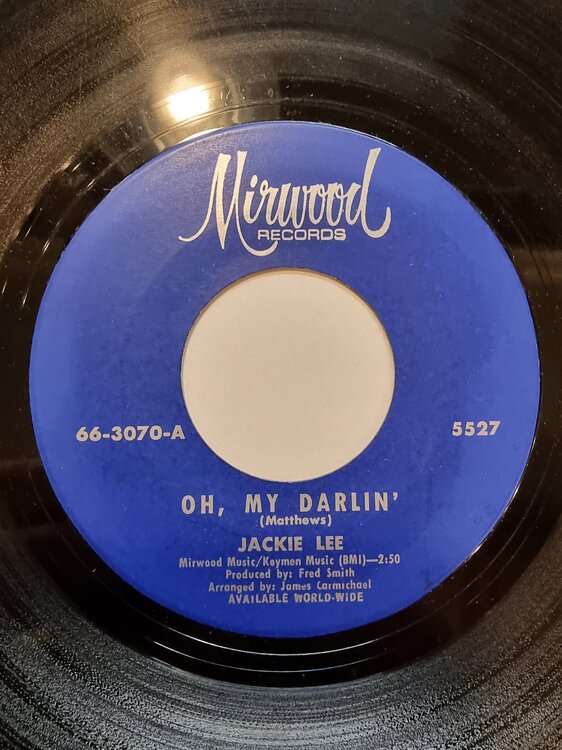 Mirwood
RECORDS
66-3070-A
5527
OH, MY DARLIN'
(Matthews)
JACKIE LEE
Mirwood Music/Keymen Music (BMI)—2:50
Produced by: Fred Smith
Arranged by: James Carmichael
AVAILABLE WORLD-WIDE